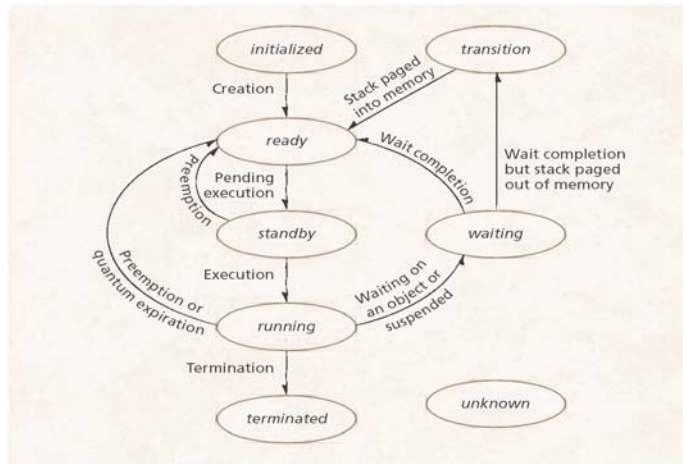 initialized
transition
Creation
Stack paged
into memory
ready
Wait completion
Preemption
Pending
execution
Wait completion
but stack paged
out of memory
standby
waiting
Preemption or
quantum expiration
Execution
Waiting on
an object or
suspended
running
Termination
terminated
unknown